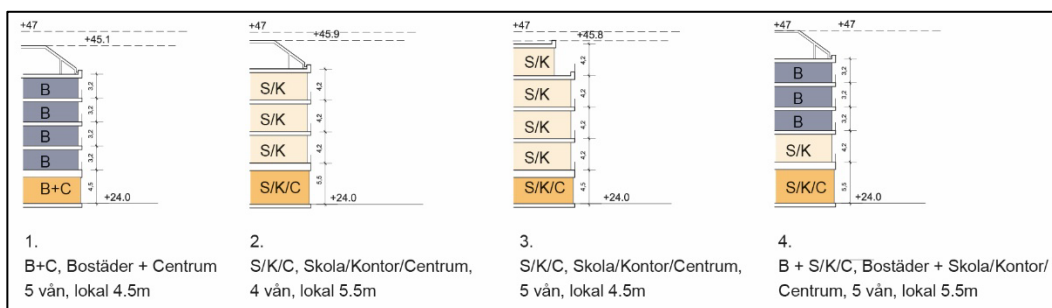 +47
+45.1
B
3,2
B
3,2
B
3,2
B
3,2
B+C
4,5
+24.0
1.
B+C, Bostäder + Centrum
5 vån, lokal 4.5m
+47
+45.9
S/K
4,2
S/K
4,2
S/K
4,2
S/K/C
5,5
+24.0
2.
S/K/C, Skola/Kontor/Centrum,
4 vån, lokal 5.5m
+47
+45.8
S/K
4,2
S/K
4,2
S/K
4,2
S/K
4,2
S/K/C
4,5
+24.0
3.
S/K/C, Skola/Kontor/Centrum,
5 vån, lokal 4.5m
+47
+47
B
3,2
B
3,2
B
3,2
S/K
4,2
S/K/C
5,5
+24.0
4.
B + S/K/C, Bostäder + Skola/Kontor/
Centrum, 5 vån, lokal 5.5m